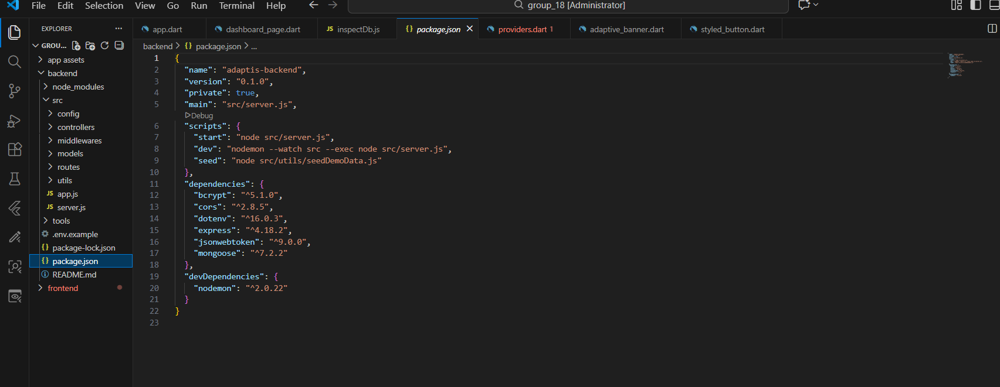 File Edit Selection View Go Run Terminal Help
group_18 [Administrator]
EXPLORER
app.dart
dashboard_page.dart
JS inspectDb.js
{} package.json
providers.dart 1
adaptive_banner.dart
styled_button.dart
GROU...
app assets
backend
node_modules
src
config
controllers
middlewares
models
routes
utils
JS app.js
JS server.js
tools
.env.example
{} package-lock.json
{} package.json
README.md
frontend
backend > {} package.json > ...
1 {
2 "name": "adaptis-backend",
3 "version": "0.1.0",
4 "private": true,
5 "main": "src/server.js",
Debug
6 "scripts": {
7 "start": "node src/server.js",
8 "dev": "nodemon --watch src --exec node src/server.js",
9 "seed": "node src/utils/seedDemoData.js"
10 },
11 "dependencies": {
12 "bcrypt": "^5.1.0",
13 "cors": "^2.8.5",
14 "dotenv": "^16.0.3",
15 "express": "^4.18.2",
16 "jsonwebtoken": "^9.0.0",
17 "mongoose": "^7.2.2"
18 },
19 "devDependencies": {
20 "nodemon": "^2.0.22"
21 }
22 }
23